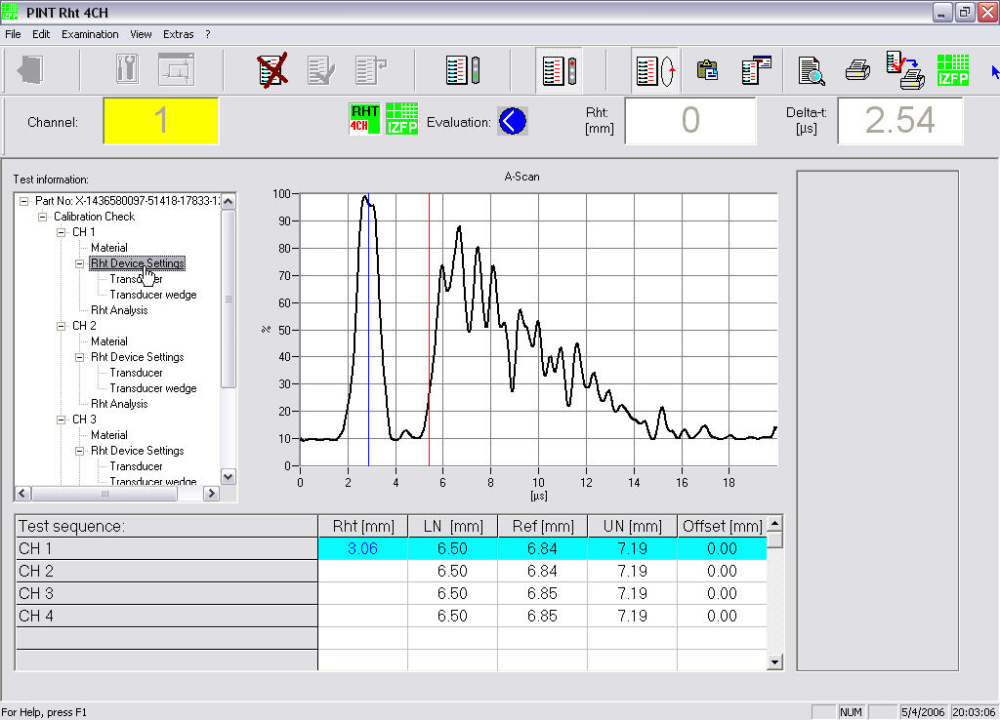 PINT Rht 4CH
File Edit Examination View Extras ?
IZFP
Channel: 1
RHT 4CH
IZFP
Evaluation:
Rht: [mm] 0
Delta-t: [µs] 2.54
Test information:
Part No: X-1436580097-51418-17833-1
Calibration Check
CH 1
Material
Rht Device Settings
Transducer
Transducer wedge
Rht Analysis
CH 2
Material
Rht Device Settings
Transducer
Transducer wedge
Rht Analysis
CH 3
Material
Rht Device Settings
Transducer
Transducer wedge
A-Scan
100
90
80
70
60
50
40
30
20
10
0
%
0 2 4 6 8 10 12 14 16 18
[µs]
Test sequence: Rht [mm] LN [mm] Ref [mm] UN [mm] Offset [mm]
CH 1 3.06 6.50 6.84 7.19 0.00
CH 2 6.50 6.84 7.19 0.00
CH 3 6.50 6.85 7.19 0.00
CH 4 6.50 6.85 7.19 0.00
For Help, press F1
NUM
5/4/2006 20:03:06